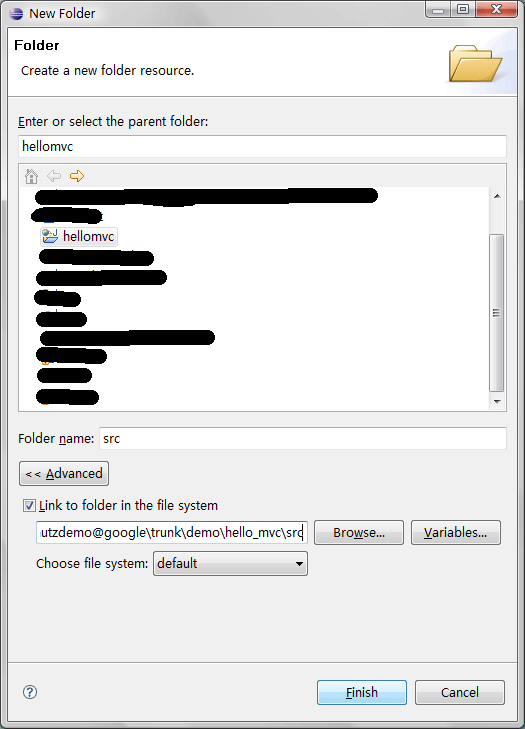 New Folder
Folder
Create a new folder resource.
Enter or select the parent folder:
hellomvc
hellomvc
Folder name: src
<< Advanced
Link to folder in the file system
utzdemo@google\trunk\demo\hello_mvc\src Browse... Variables...
Choose file system: default
? Finish Cancel